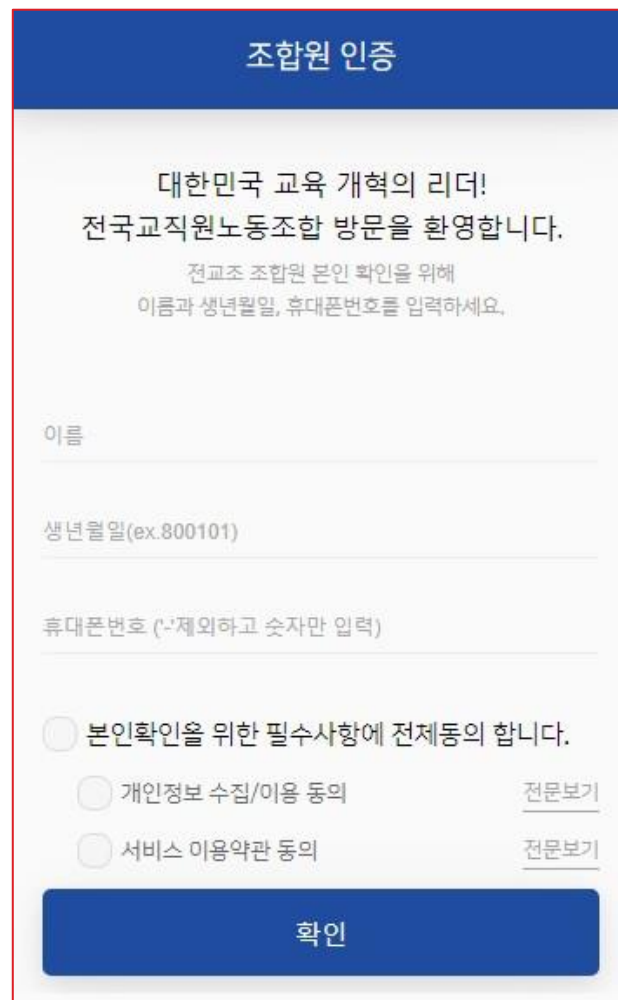 조합원 인증
대한민국 교육 개혁의 리더!
전국교직원노동조합 방문을 환영합니다.
전교조 조합원 본인 확인을 위해
이름과 생년월일, 휴대폰번호를 입력하세요.
이름
생년월일(ex.800101)
휴대폰번호 ('-'제외하고 숫자만 입력)
본인확인을 위한 필수사항에 전체동의 합니다.
개인정보 수집/이용 동의 전문보기
서비스 이용약관 동의 전문보기
확인